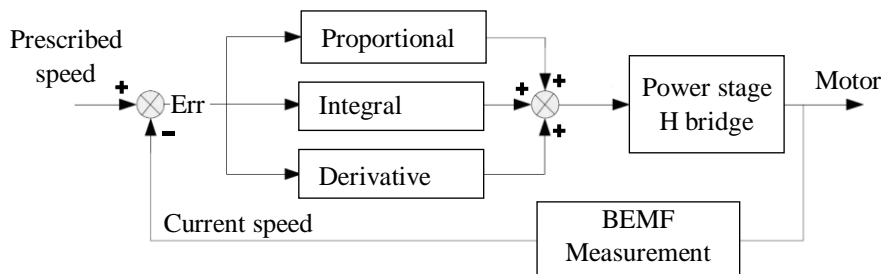 Prescribed
speed
+
−
Err
Proportional
Integral
Derivative
+
+
+
Power stage
H bridge
Motor
Current speed
BEMF
Measurement